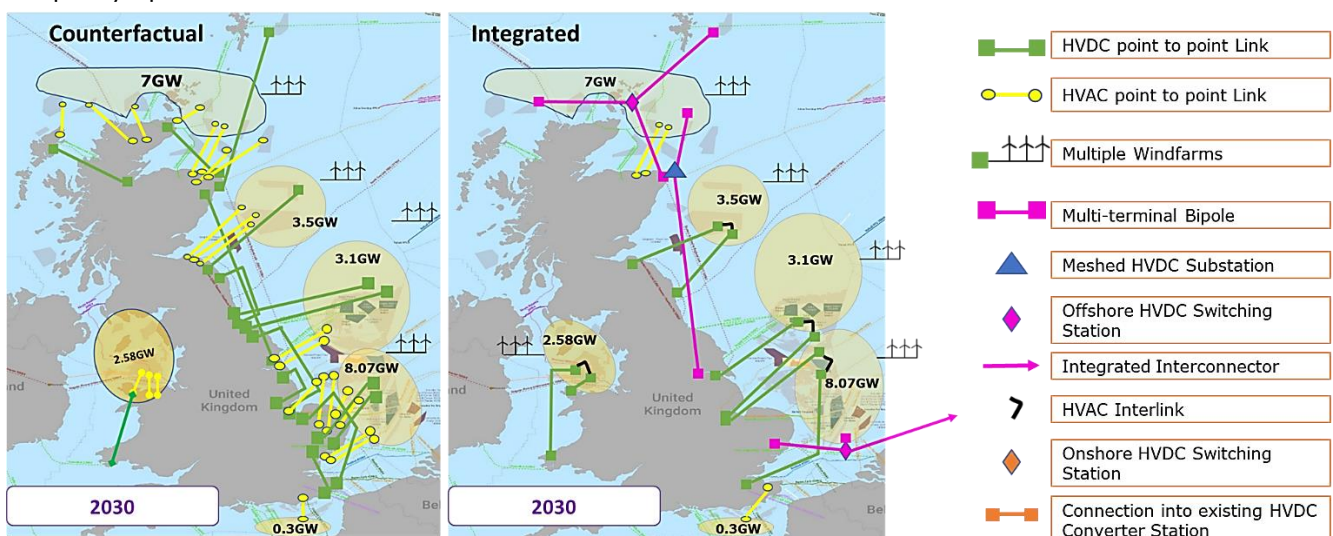 Counterfactual
7GW
3.5GW
3.1GW
2.58GW
8.07GW
United
Kingdom
2030
0.3GW
Integrated
7GW
3.5GW
3.1GW
2.58GW
8.07GW
United
Kingdom
2030
0.3GW
HVDC point to point Link
HVAC point to point Link
Multiple Windfarms
Multi-terminal Bipole
Meshed HVDC Substation
Offshore HVDC Switching
Station
Integrated Interconnector
HVAC Interlink
Onshore HVDC Switching
Station
Connection into existing HVDC
Converter Station